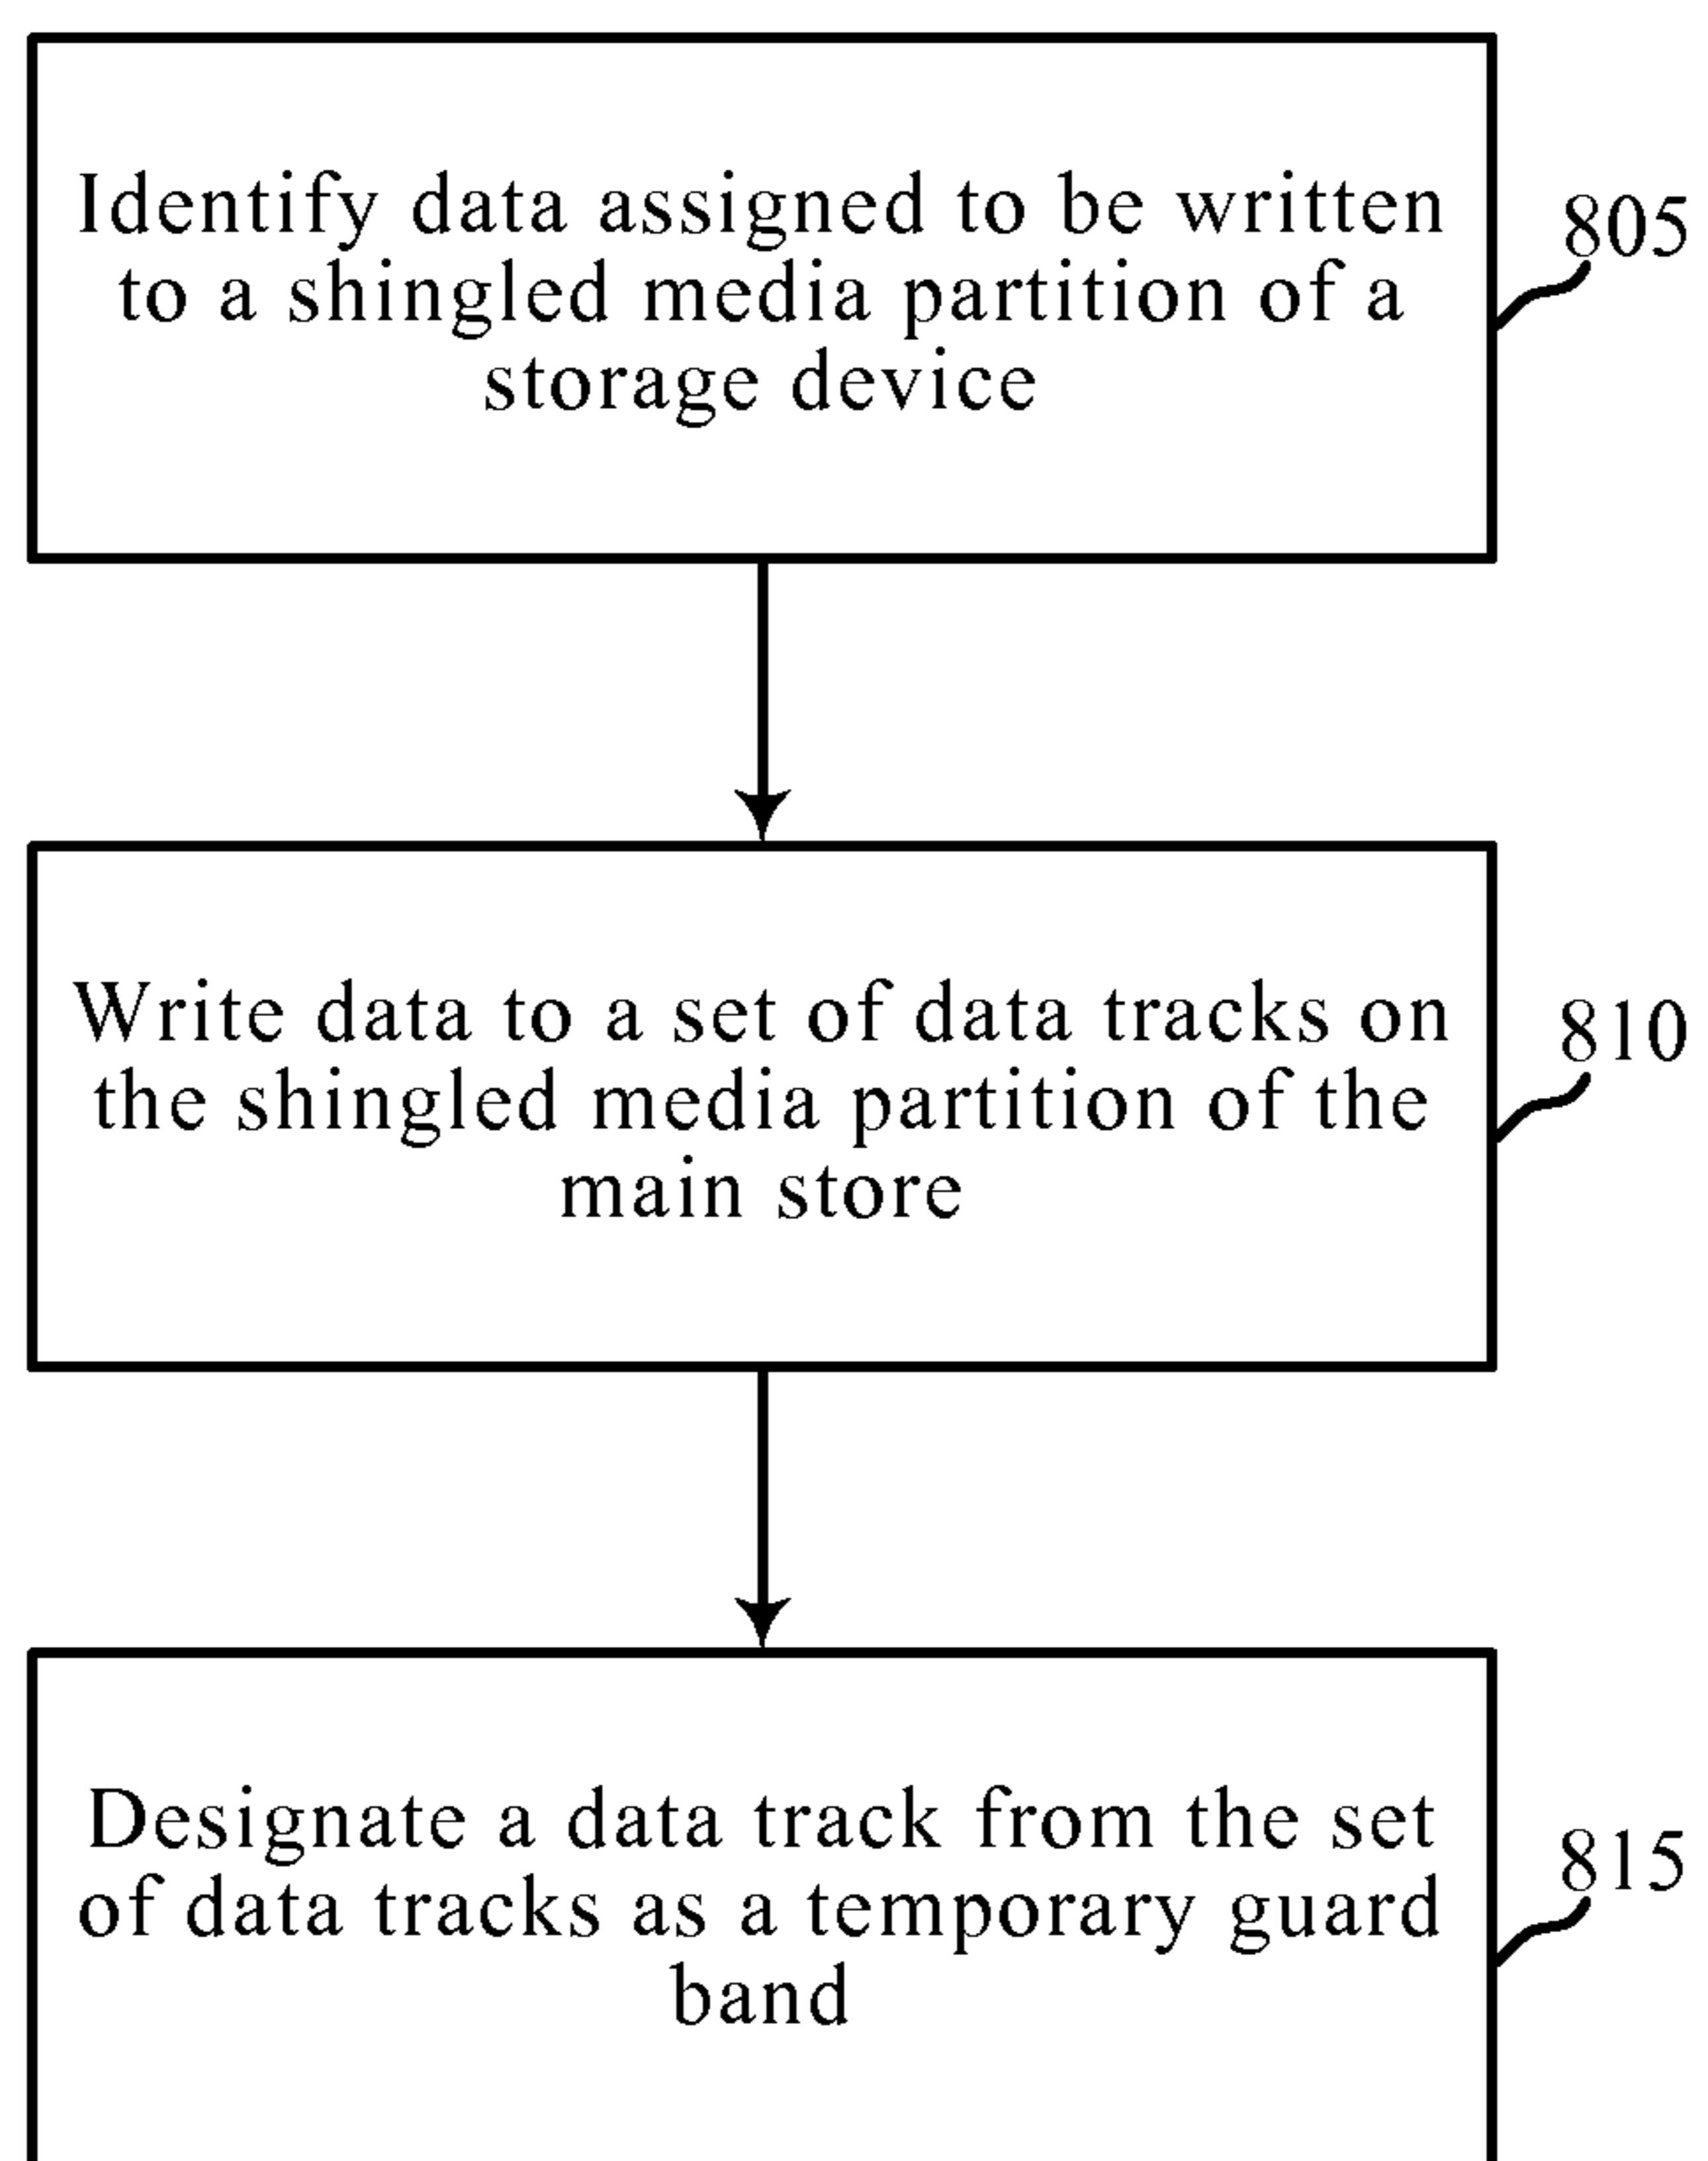 Identify data assigned to be written
to a shingled media partition of a
storage device
805
Write data to a set of data tracks on
the shingled media partition of the
main store
810
Designate a data track from the set
of data tracks as a temporary guard
band
815